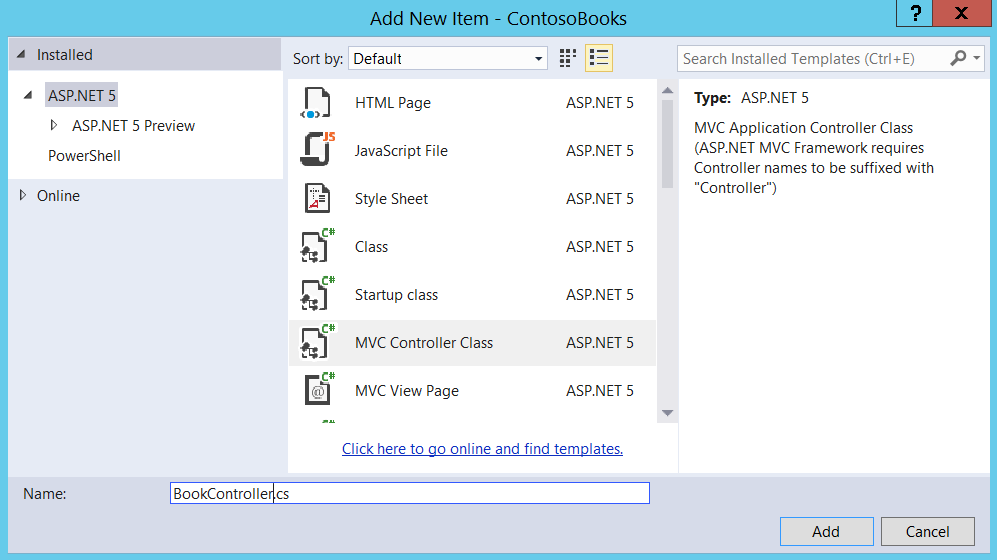 Add New Item - ContosoBooks
? X
Installed
ASP.NET 5
ASP.NET 5 Preview
PowerShell
Online
Sort by: Default
Search Installed Templates (Ctrl+E)
HTML Page ASP.NET 5
JS
JavaScript File ASP.NET 5
Style Sheet ASP.NET 5
C#
Class ASP.NET 5
C#
Startup class ASP.NET 5
C#
MVC Controller Class ASP.NET 5
C#
@
MVC View Page ASP.NET 5
C#
Click here to go online and find templates.
Type: ASP.NET 5
MVC Application Controller Class
(ASP.NET MVC Framework requires
Controller names to be suffixed with
"Controller")
Name: BookController.cs
Add Cancel